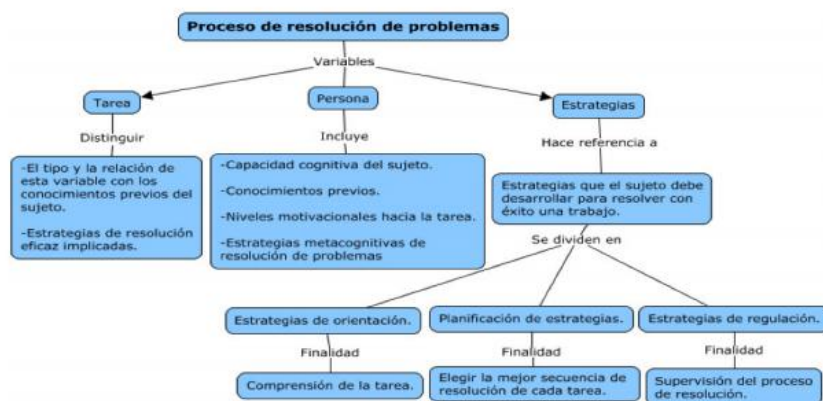 Proceso de resolución de problemas
Variables
Tarea
Persona
Estrategias
Distinguir
Incluye
Hace referencia a
-El tipo y la relación de
esta variable con los
conocimientos previos del
sujeto.
-Estrategias de resolución
eficaz implicadas.
-Capacidad cognitiva del sujeto.
-Conocimientos previos.
-Niveles motivacionales hacia la tarea.
-Estrategias metacognitivas de
resolución de problemas
Estrategias que el sujeto debe
desarrollar para resolver con
éxito una trabajo.
Se dividen en
Estrategias de orientación.
Planificación de estrategias.
Estrategias de regulación.
Finalidad
Finalidad
Finalidad
Comprensión de la tarea.
Elegir la mejor secuencia de
resolución de cada tarea.
Supervisión del proceso
de resolución.